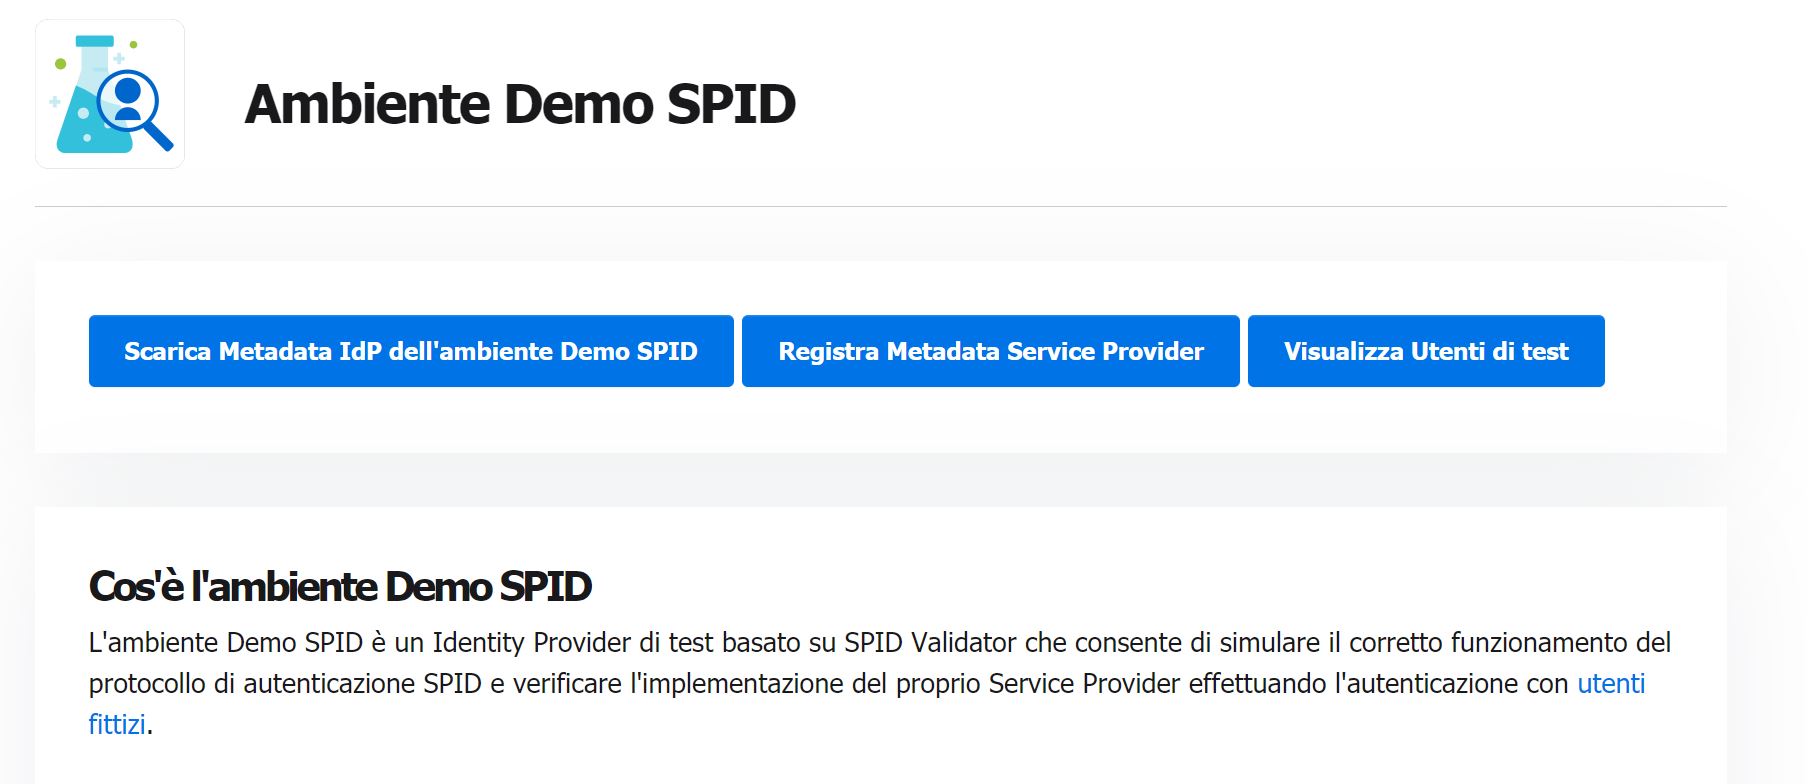 Ambiente Demo SPID
Scarica Metadata IdP dell'ambiente Demo SPID
Registra Metadata Service Provider
Visualizza Utenti di test
Cos'è l'ambiente Demo SPID
L'ambiente Demo SPID è un Identity Provider di test basato su SPID Validator che consente di simulare il corretto funzionamento del
protocollo di autenticazione SPID e verificare l'implementazione del proprio Service Provider effettuando l'autenticazione con utenti
fittizi.